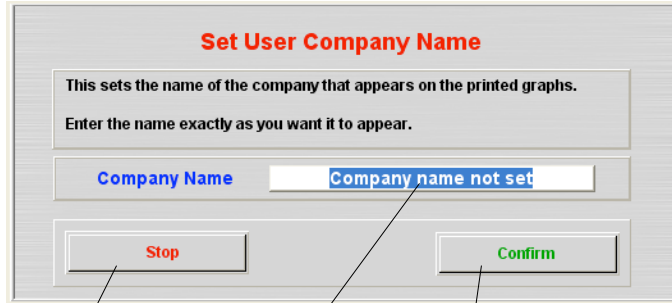 Set User Company Name
This sets the name of the company that appears on the printed graphs.
Enter the name exactly as you want it to appear.
Company Name Company name not set
Stop Confirm